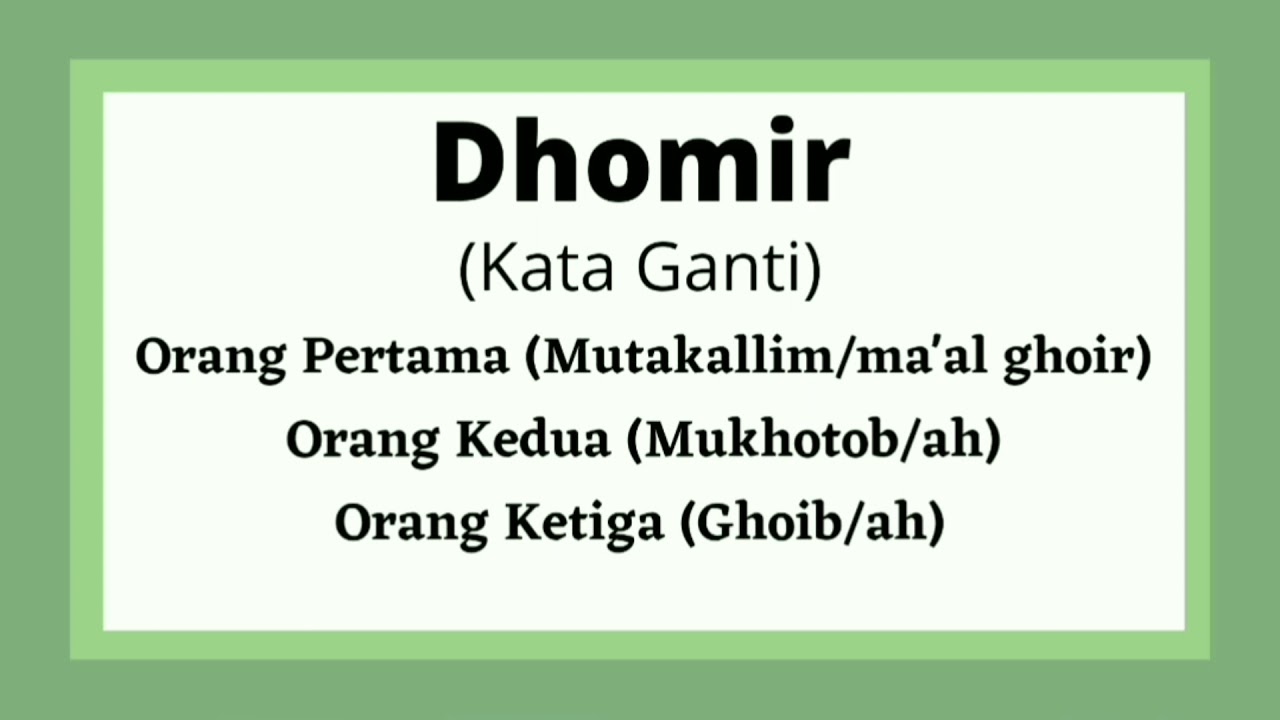 Dhomir
(Kata Ganti)
Orang Pertama (Mutakallim/ma'al ghoir)
Orang Kedua (Mukhotob/ah)
Orang Ketiga (Ghoib/ah)